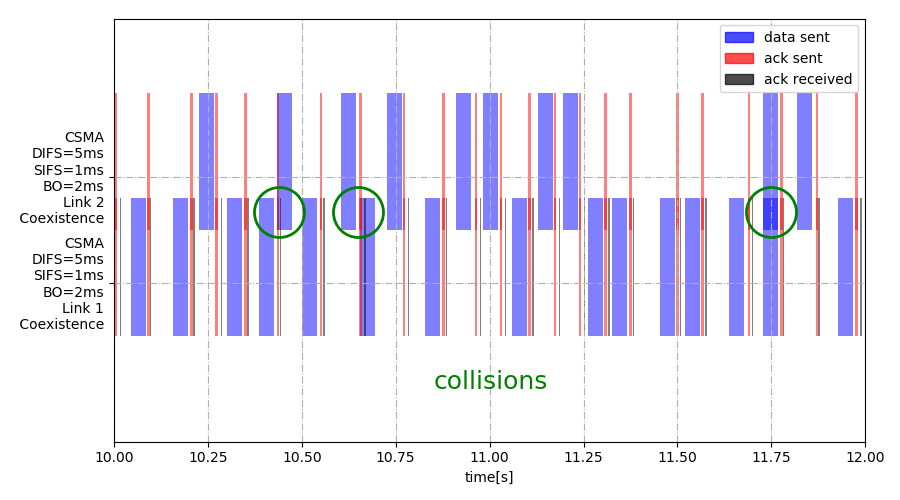 data sent
ack sent
ack received
CSMA
DIFS=5ms
SIFS=1ms
BO=2ms
Link 2
Coexistence
CSMA
DIFS=5ms
SIFS=1ms
BO=2ms
Link 1
Coexistence
collisions
10.00 10.25 10.50 10.75 11.00 11.25 11.50 11.75 12.00
time[s]